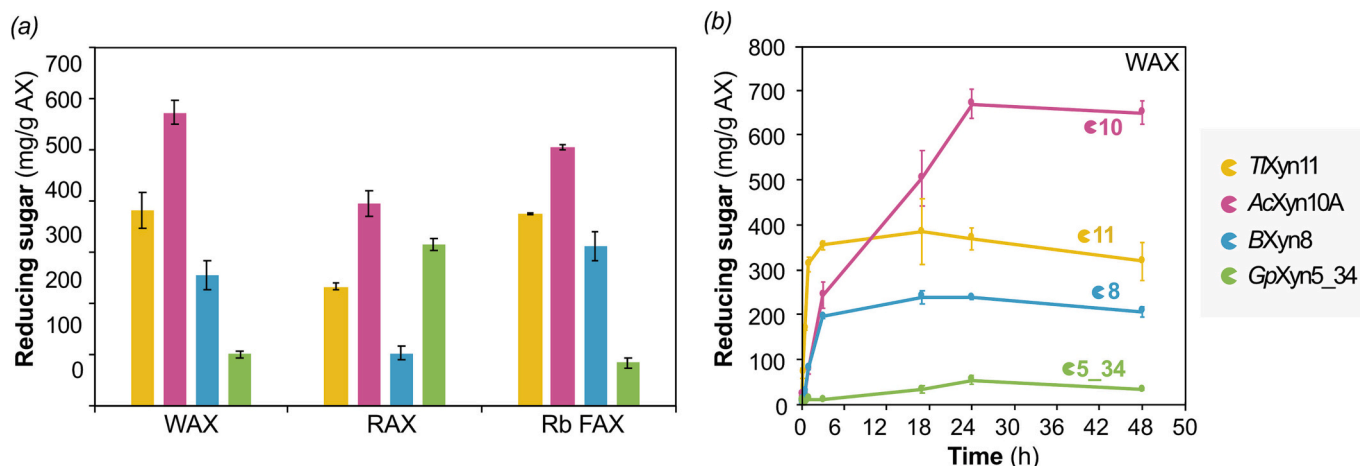 (a)
Reducing sugar (mg/g AX)
700
600
500
400
300
200
100
0
WAX RAX Rb FAX
(b)
Reducing sugar (mg/g AX)
800
700
600
500
400
300
200
100
0
WAX
10
11
8
5_34
0 6 12 18 24 30 36 42 48 50
Time (h)
TlXyn11
AcXyn10A
BXyn8
GpXyn5_34